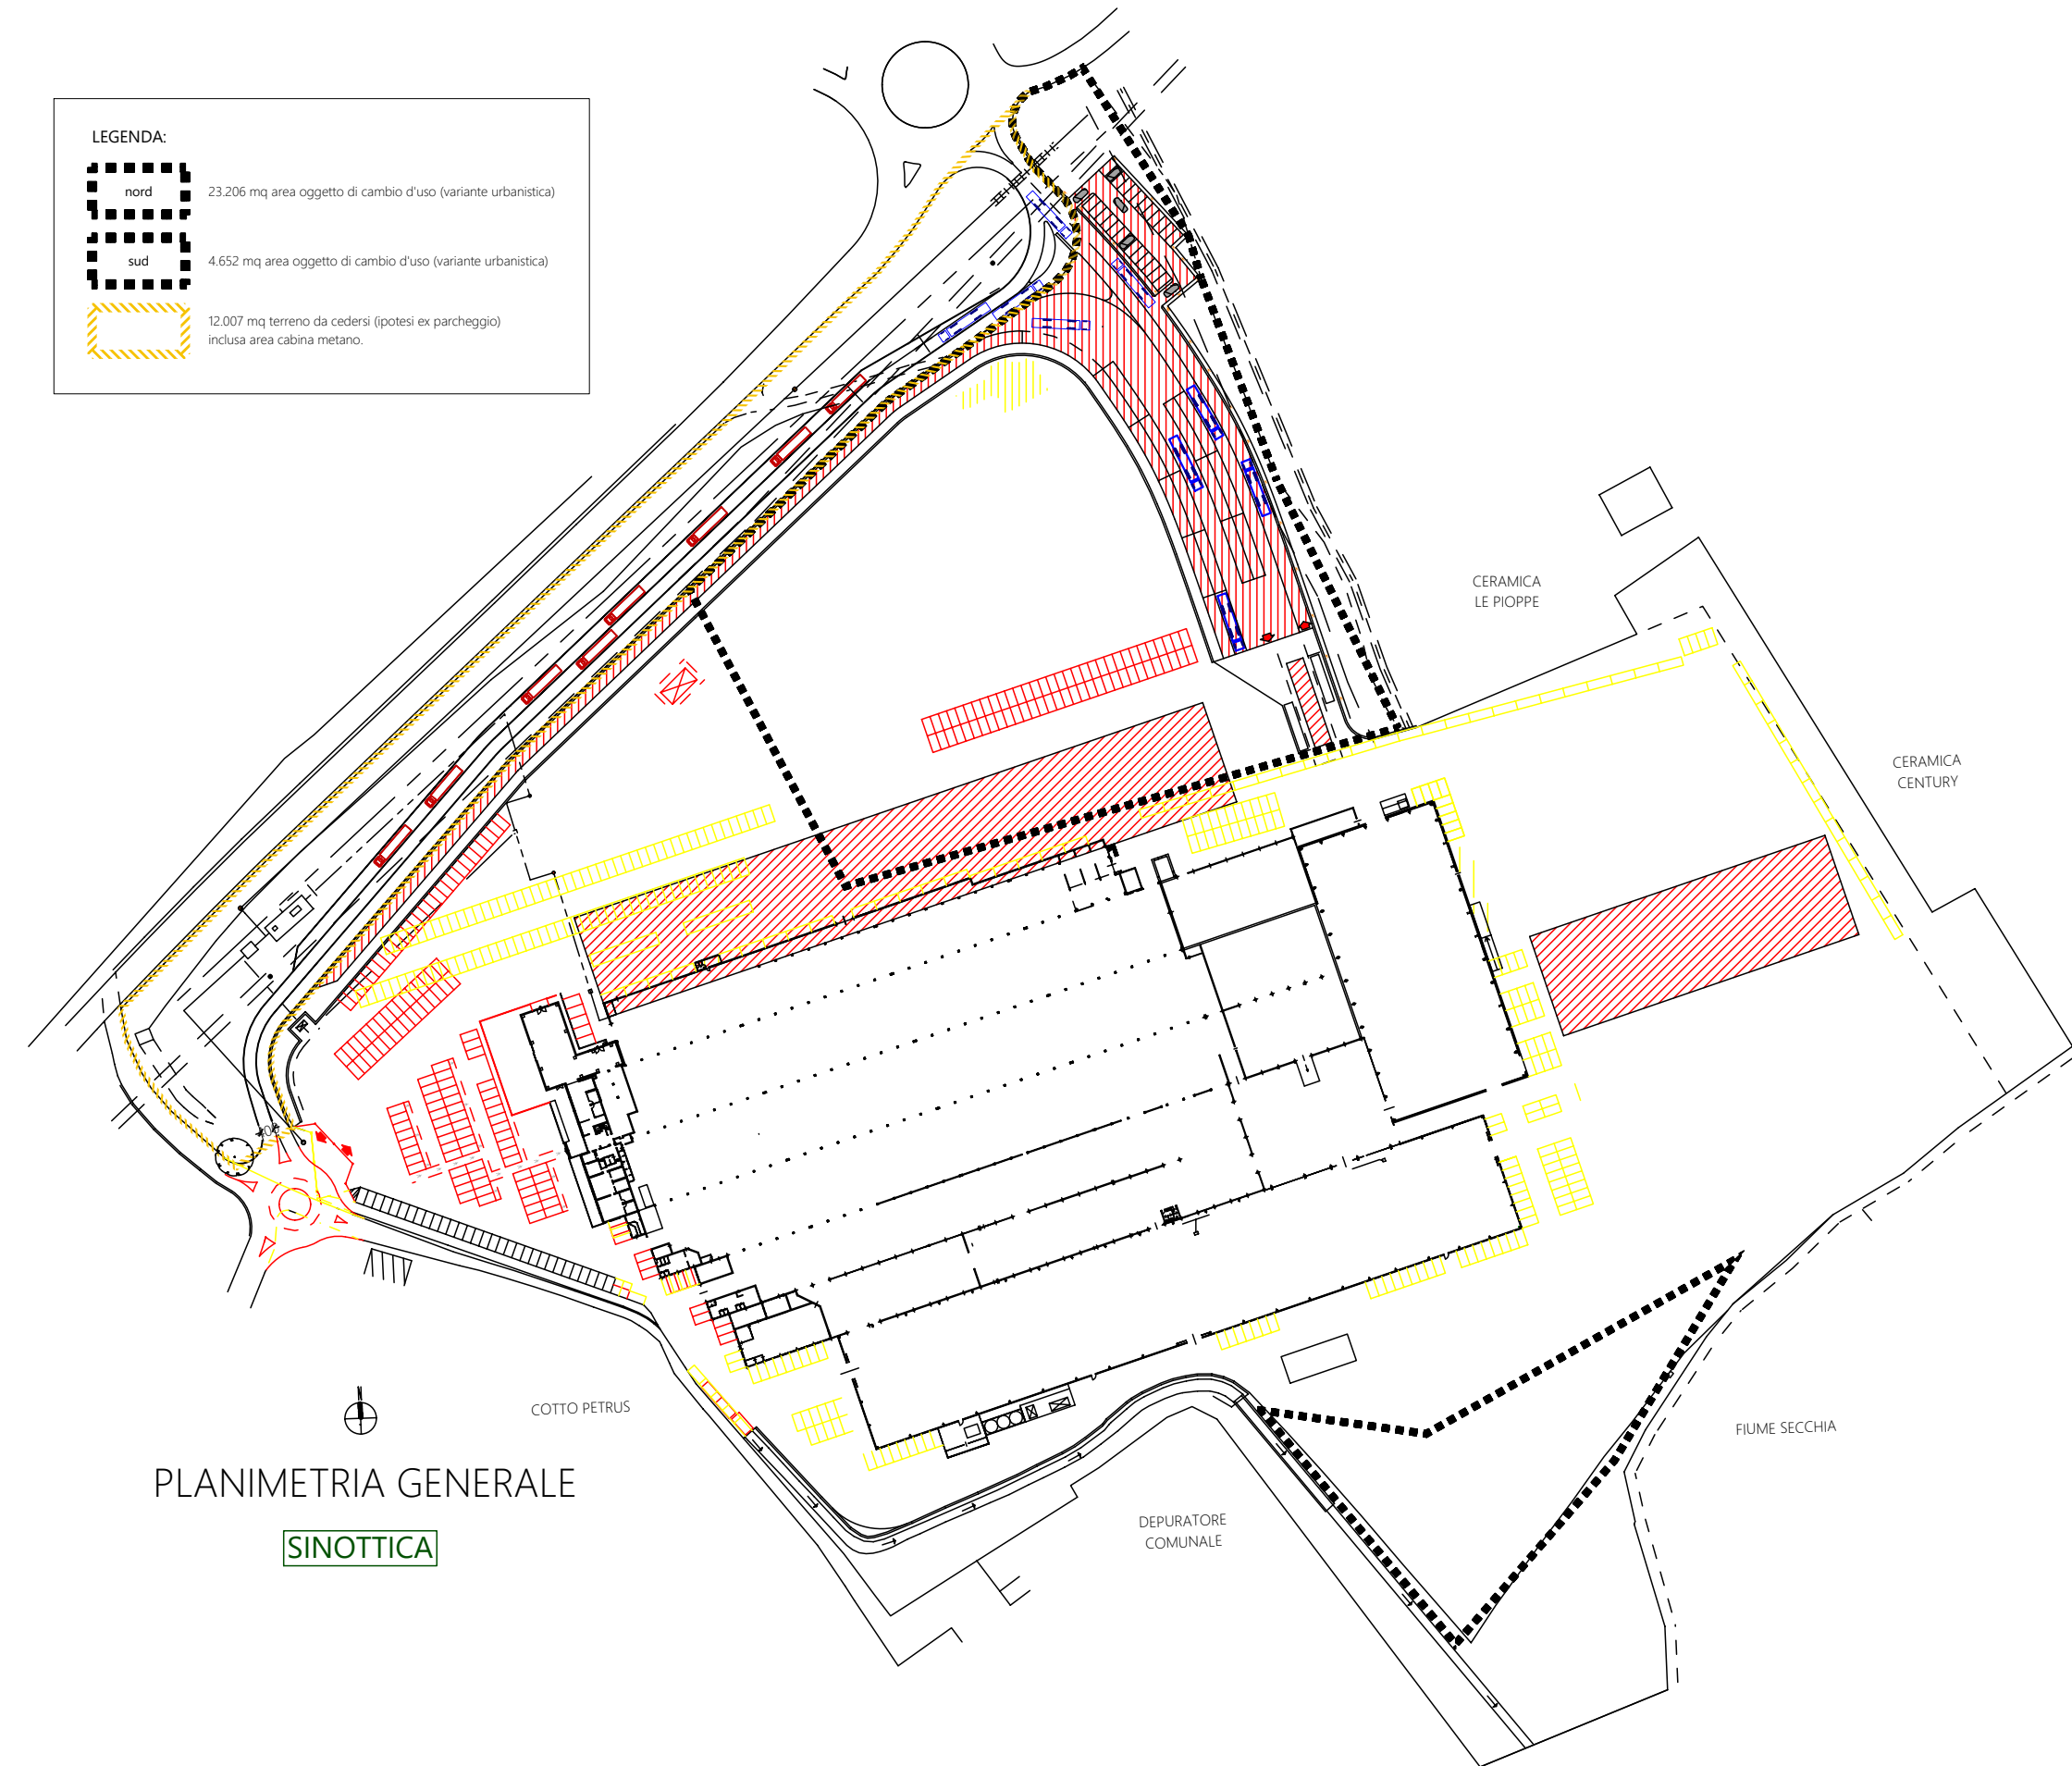 LEGENDA:
nord
23.206 mq area oggetto di cambio d'uso (variante urbanistica)
sud
4.652 mq area oggetto di cambio d'uso (variante urbanistica)
12.007 mq terreno da cedersi (ipotesi ex parcheggio)
inclusa area cabina metano.
CERAMICA
LE PIOPPE
CERAMICA
CENTURY
COTTO PETRUS
FIUME SECCHIA
DEPURATORE
COMUNALE
PLANIMETRIA GENERALE
SINOTTICA